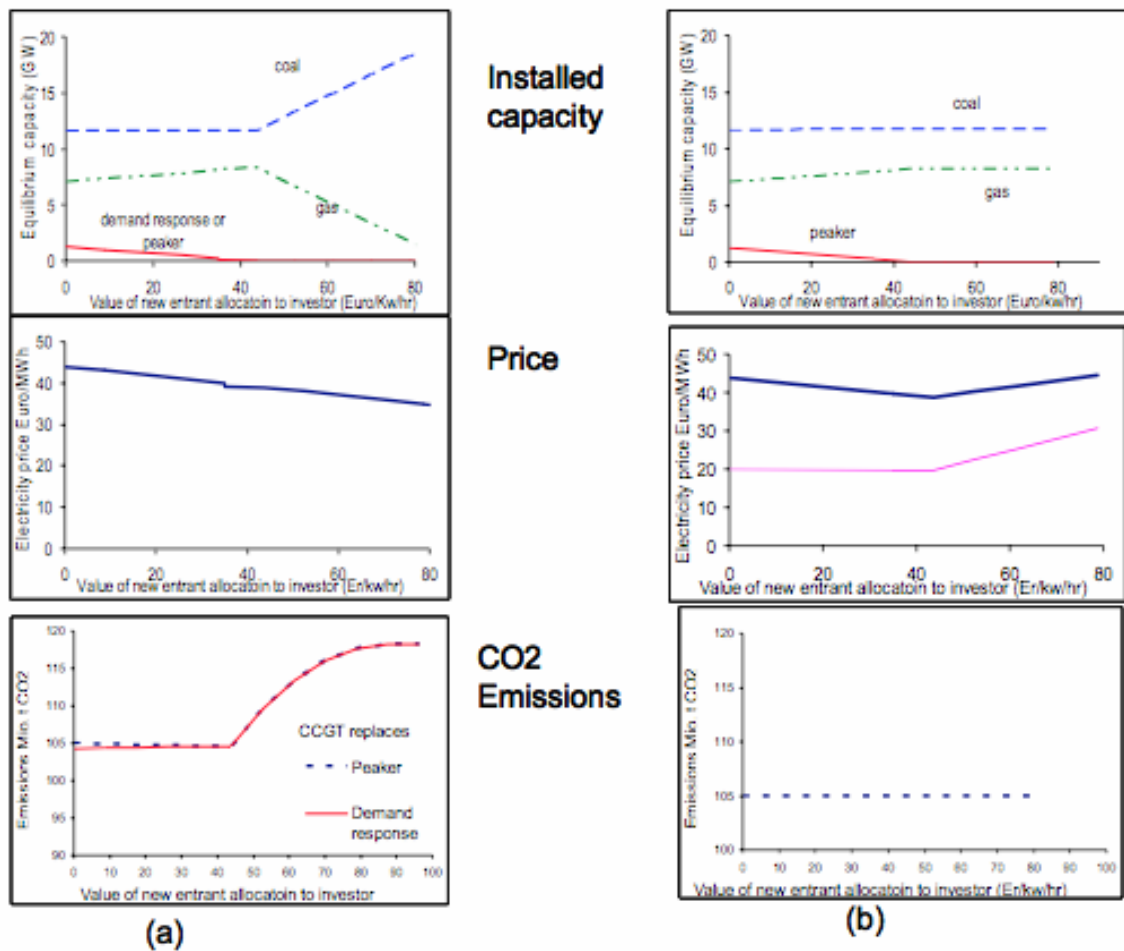 Equilibrium capacity (GW)
20
15
10
5
0
coal
gas
demand response or
peaker
0 20 40 60 80
Value of new entrant allocatoin to investor (Euro/Kw/hr)
Installed
capacity
Equilibrium capacity (GW)
20
15
10
5
0
coal
gas
peaker
0 20 40 60 80
Value of new entrant allocatoin to investor (Euro/kw/hr)
Electricity price Euro/MWh
50
40
30
20
10
0
0 20 40 60 80
Value of new entrant allocatoin to investor (Er/kw/hr)
Price
Electricity price Euro/MWh
50
40
30
20
10
0
0 20 40 60 80
Value of new entrant allocatoin to investor (Er/kw/hr)
Emissions Min. t CO2
120
115
110
105
100
95
90
CCGT replaces
Peaker
Demand
response
0 10 20 30 40 50 60 70 80 90 100
Value of new entrant allocatoin to investor
CO2
Emissions
Emissions Min. t CO2
120
115
110
105
100
0 10 20 30 40 50 60 70 80 90 100
Value of new entrant allocatoin to investor (Er/kw/hr)
(a)
(b)